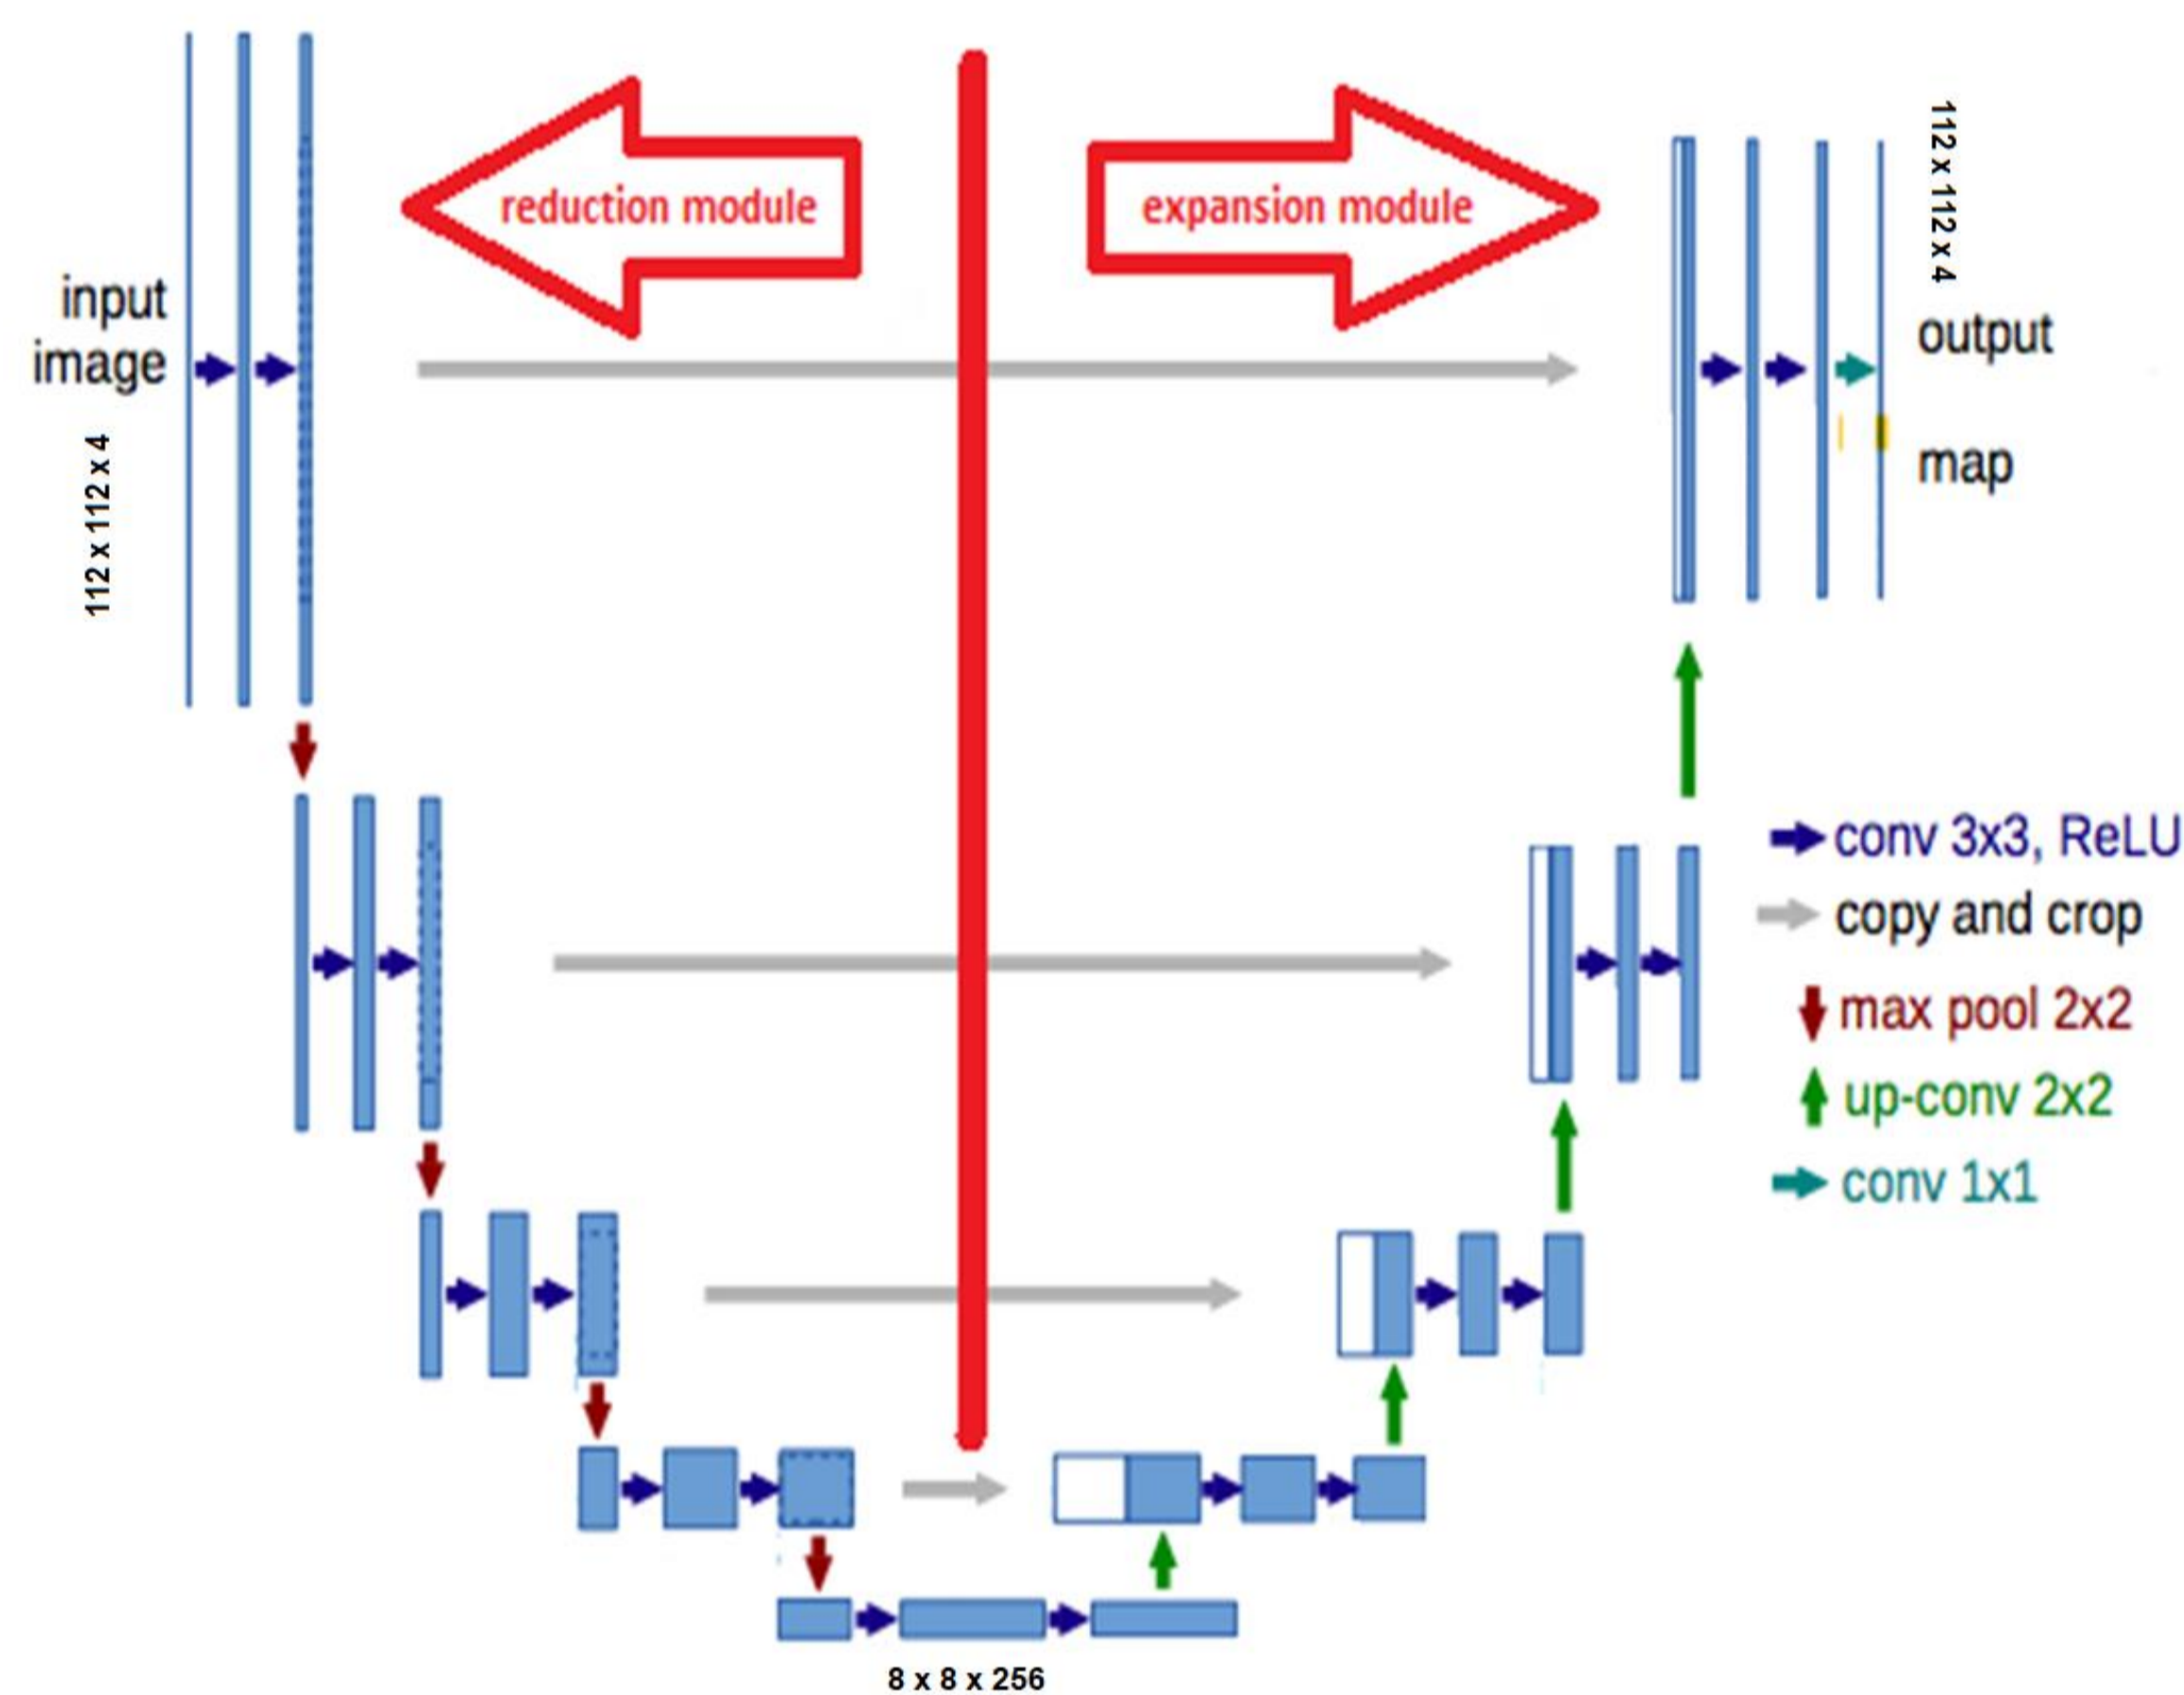 reduction module
expansion module
input
image
112 x 112 x 4
112 x 112 x 4
output
map
conv 3x3, ReLU
copy and crop
max pool 2x2
up-conv 2x2
conv 1x1
8 x 8 x 256